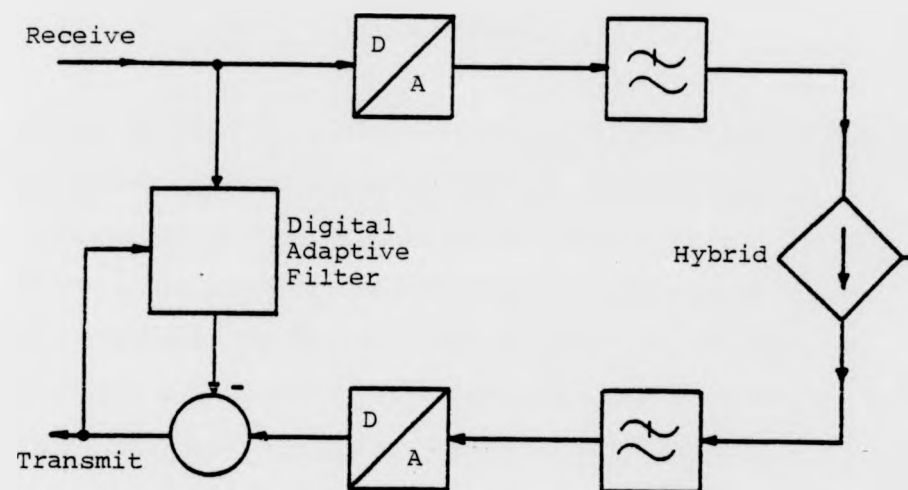 Receive
D
A
Digital
Adaptive
Filter
Hybrid
-
D
A
Transmit